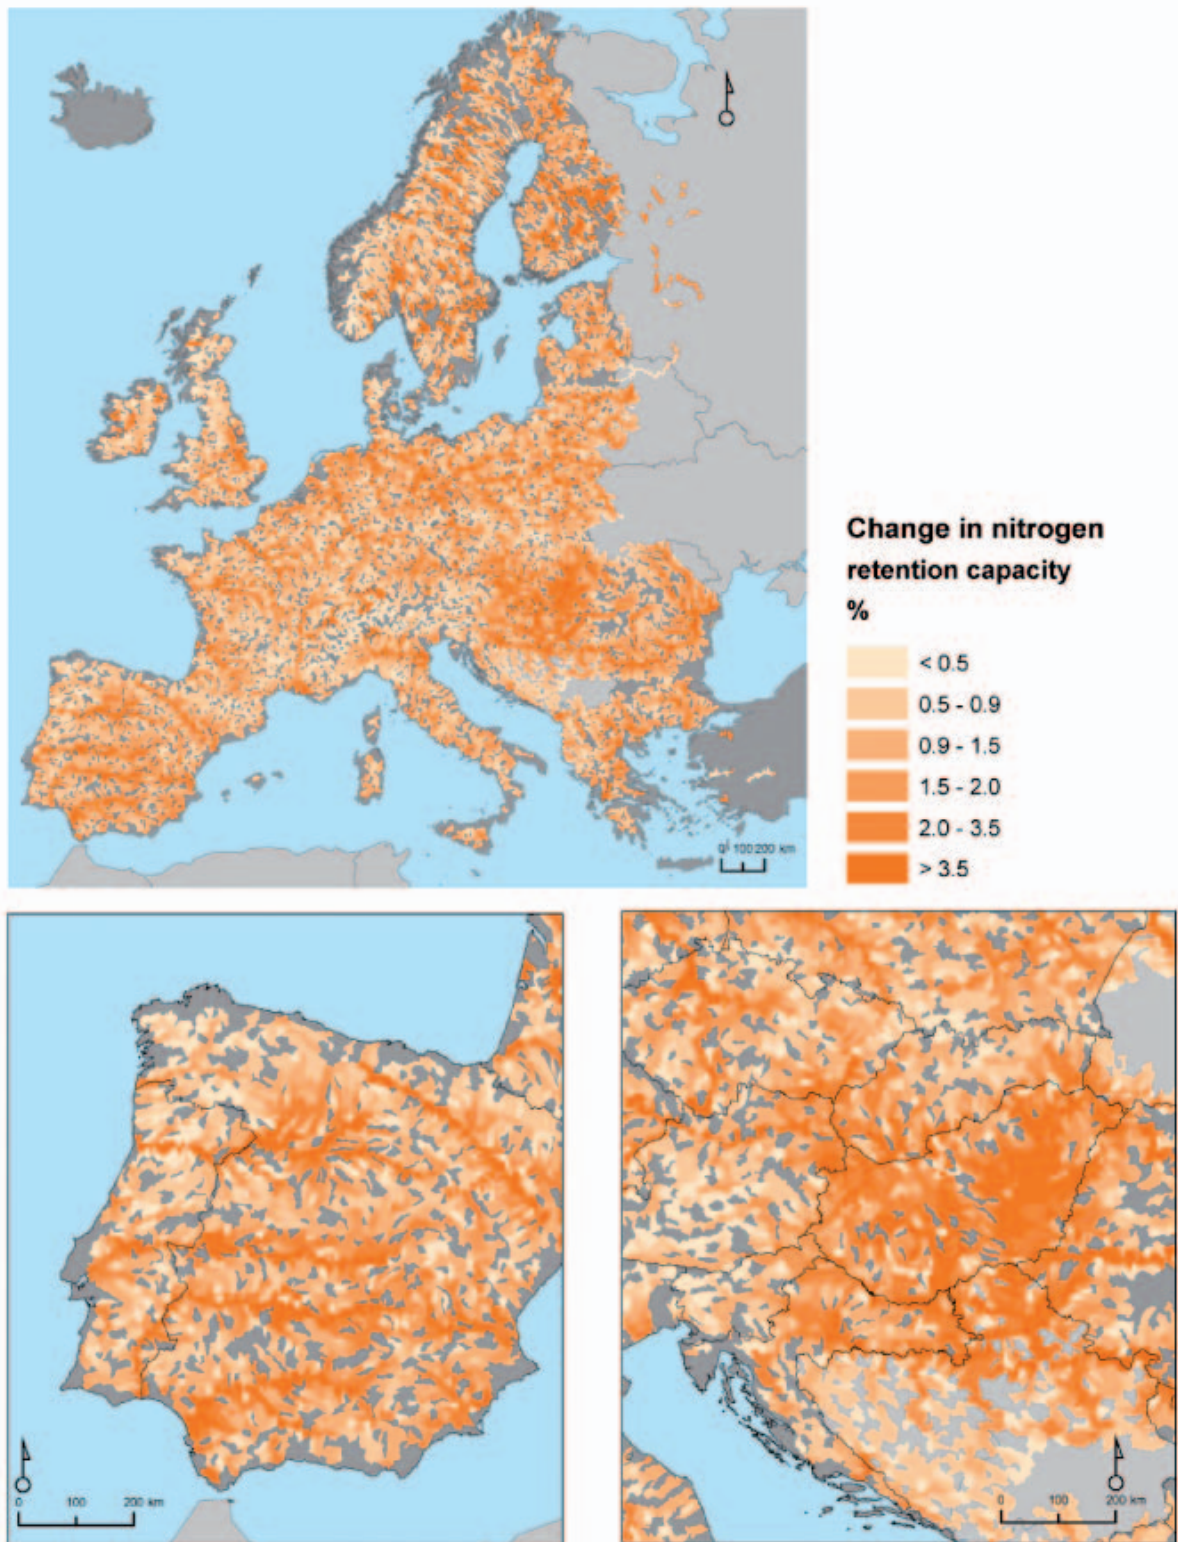 Change in nitrogen
retention capacity
%
< 0.5
0.5 - 0.9
0.9 - 1.5
1.5 - 2.0
2.0 - 3.5
> 3.5
0 100 200 km
0 100 200 km
0 100 200 km